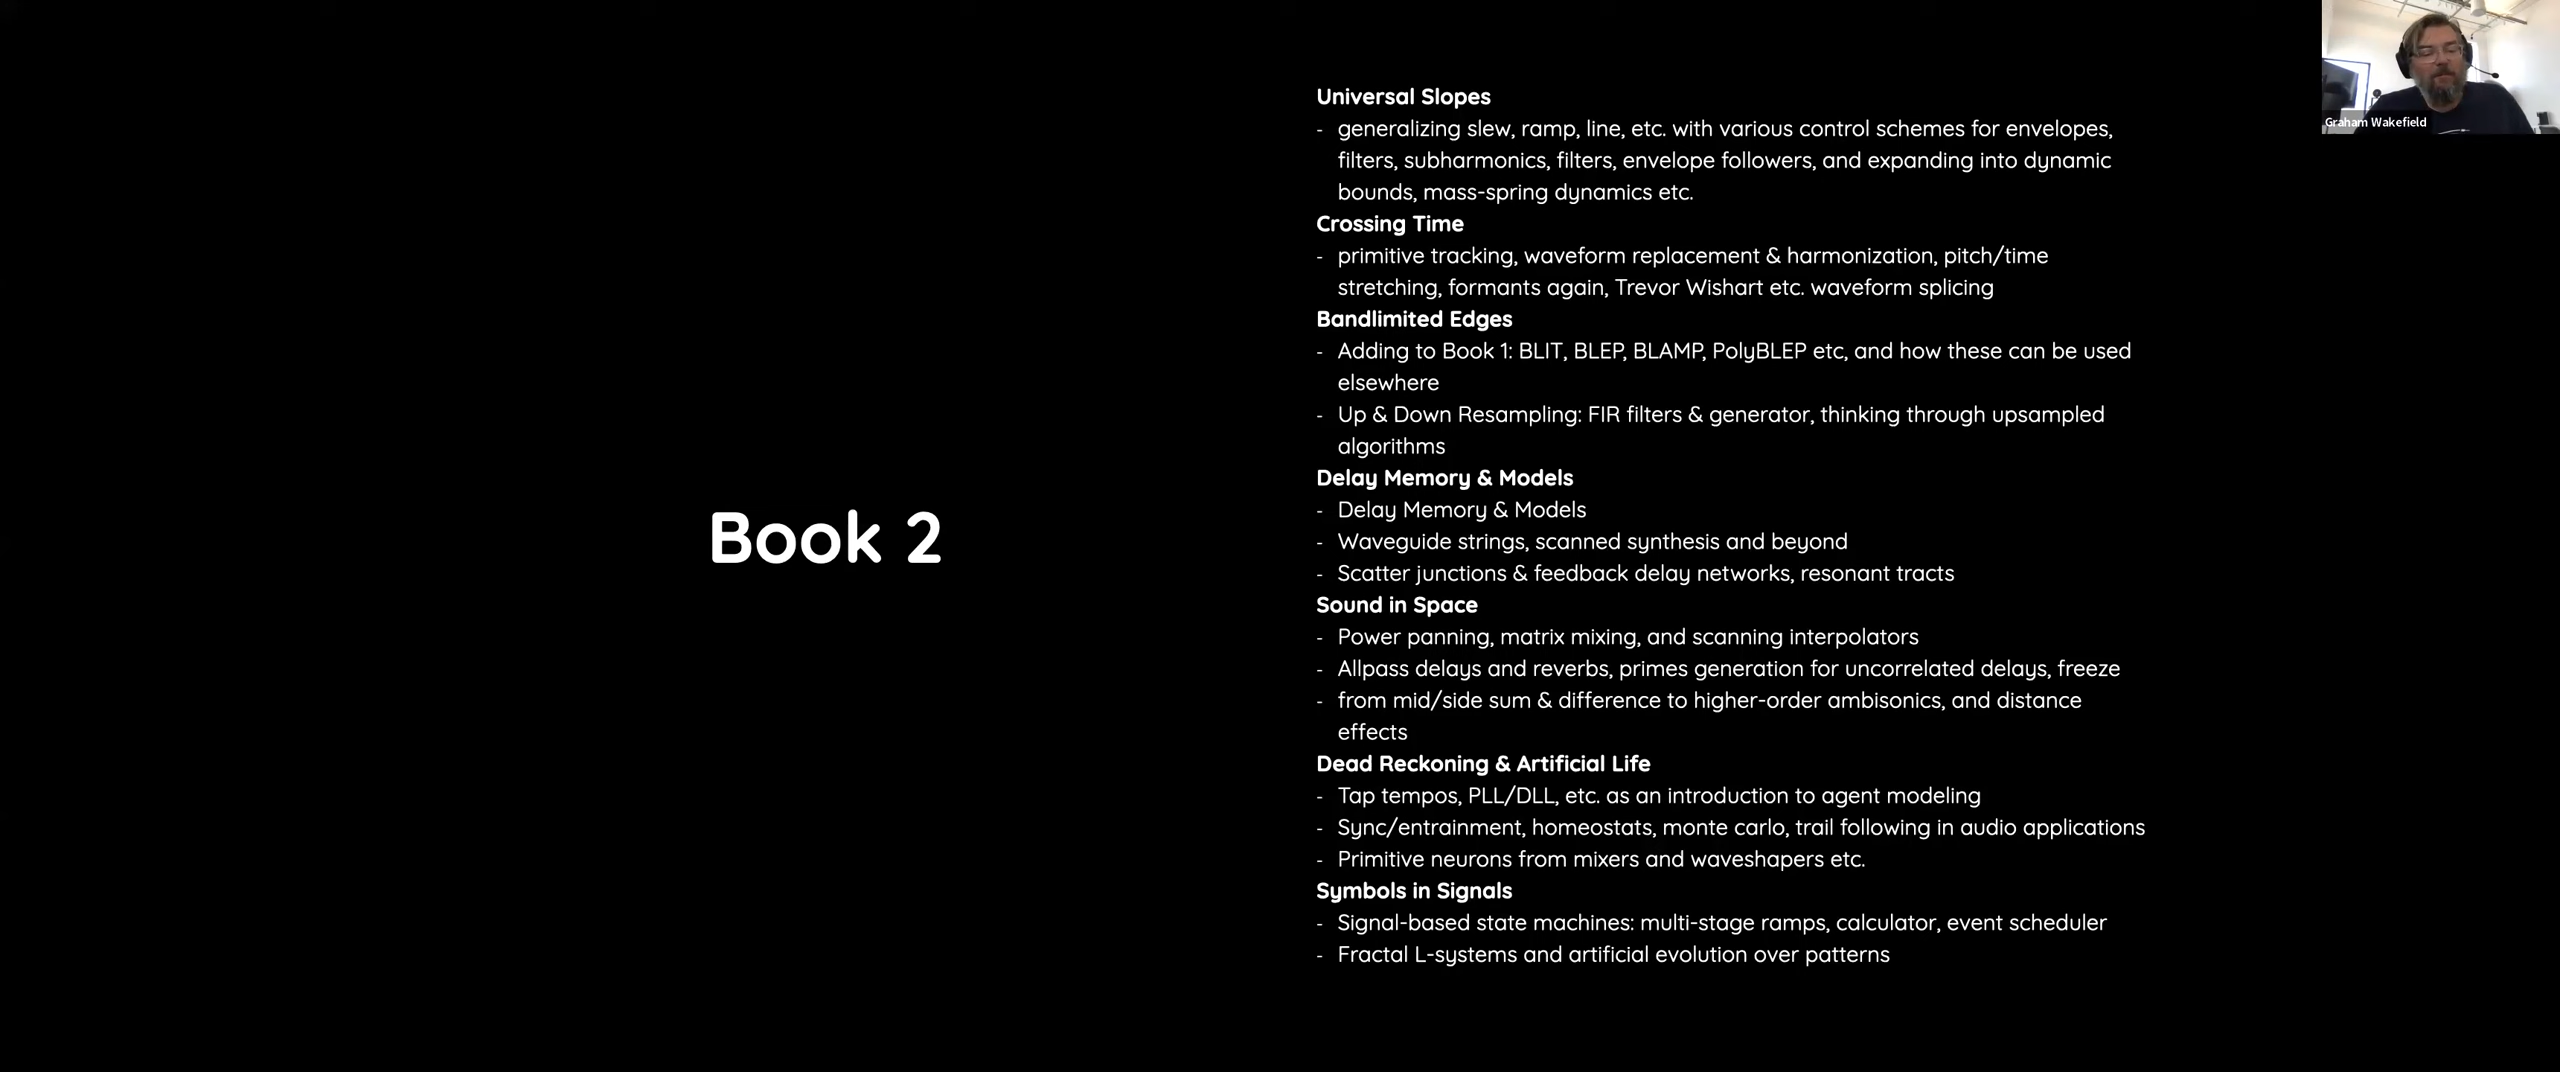 Book 2
Universal Slopes
- generalizing slew, ramp, line, etc. with various control schemes for envelopes,
filters, subharmonics, filters, envelope followers, and expanding into dynamic
bounds, mass-spring dynamics etc.
Crossing Time
- primitive tracking, waveform replacement & harmonization, pitch/time
stretching, formants again, Trevor Wishart etc. waveform splicing
Bandlimited Edges
- Adding to Book 1: BLIT, BLEP, BLAMP, PolyBLEP etc, and how these can be used
elsewhere
- Up & Down Resampling: FIR filters & generator, thinking through upsampled
algorithms
Delay Memory & Models
- Delay Memory & Models
- Waveguide strings, scanned synthesis and beyond
- Scatter junctions & feedback delay networks, resonant tracts
Sound in Space
- Power panning, matrix mixing, and scanning interpolators
- Allpass delays and reverbs, primes generation for uncorrelated delays, freeze
- from mid/side sum & difference to higher-order ambisonics, and distance
effects
Dead Reckoning & Artificial Life
- Tap tempos, PLL/DLL, etc. as an introduction to agent modeling
- Sync/entrainment, homeostats, monte carlo, trail following in audio applications
- Primitive neurons from mixers and waveshapers etc.
Symbols in Signals
- Signal-based state machines: multi-stage ramps, calculator, event scheduler
- Fractal L-systems and artificial evolution over patterns
Graham Wakefield